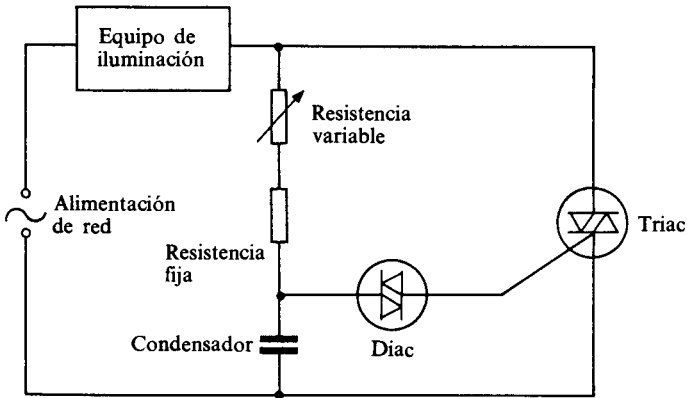 Equipo de
iluminación
Resistencia
variable
Alimentación
de red
Triac
Resistencia
fija
Condensador
Diac